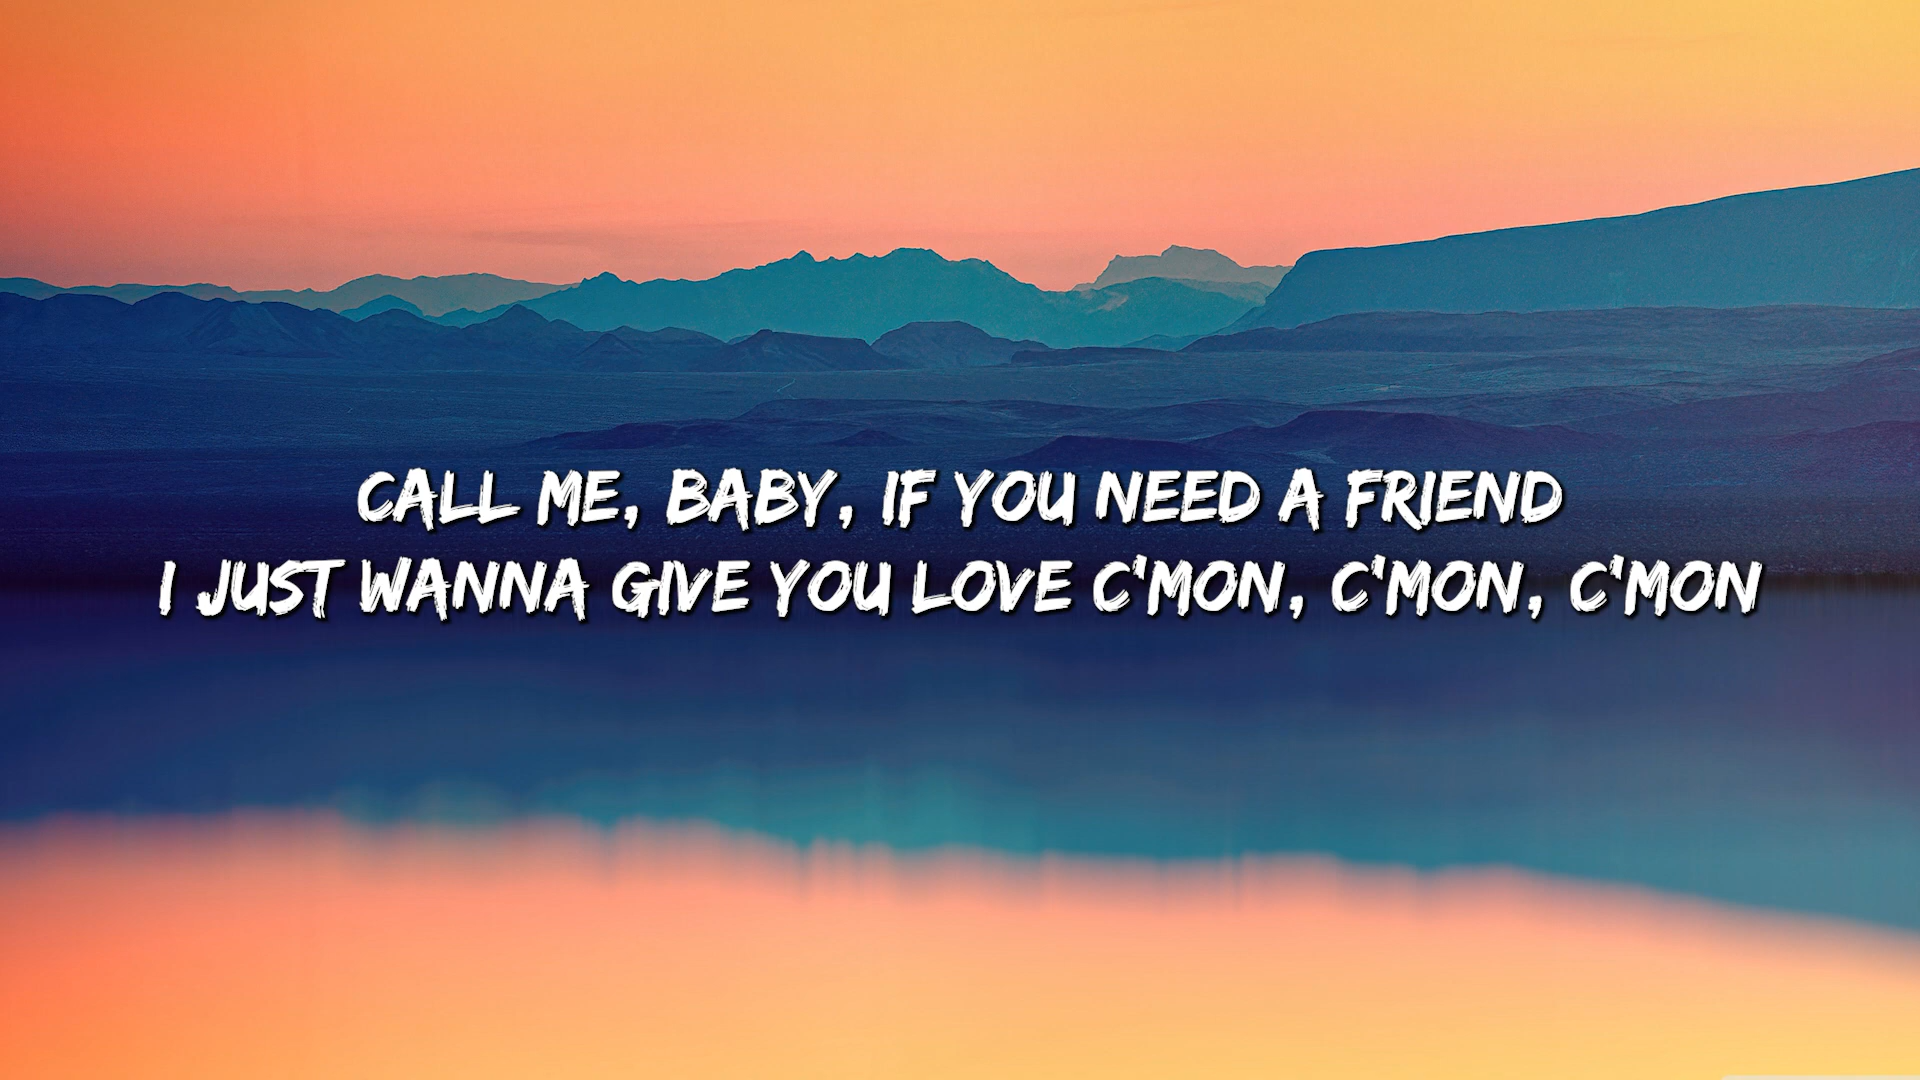 CALL ME, BABY, IF YOU NEED A FRIEND
I JUST WANNA GIVE YOU LOVE C'MON, C'MON, C'MON